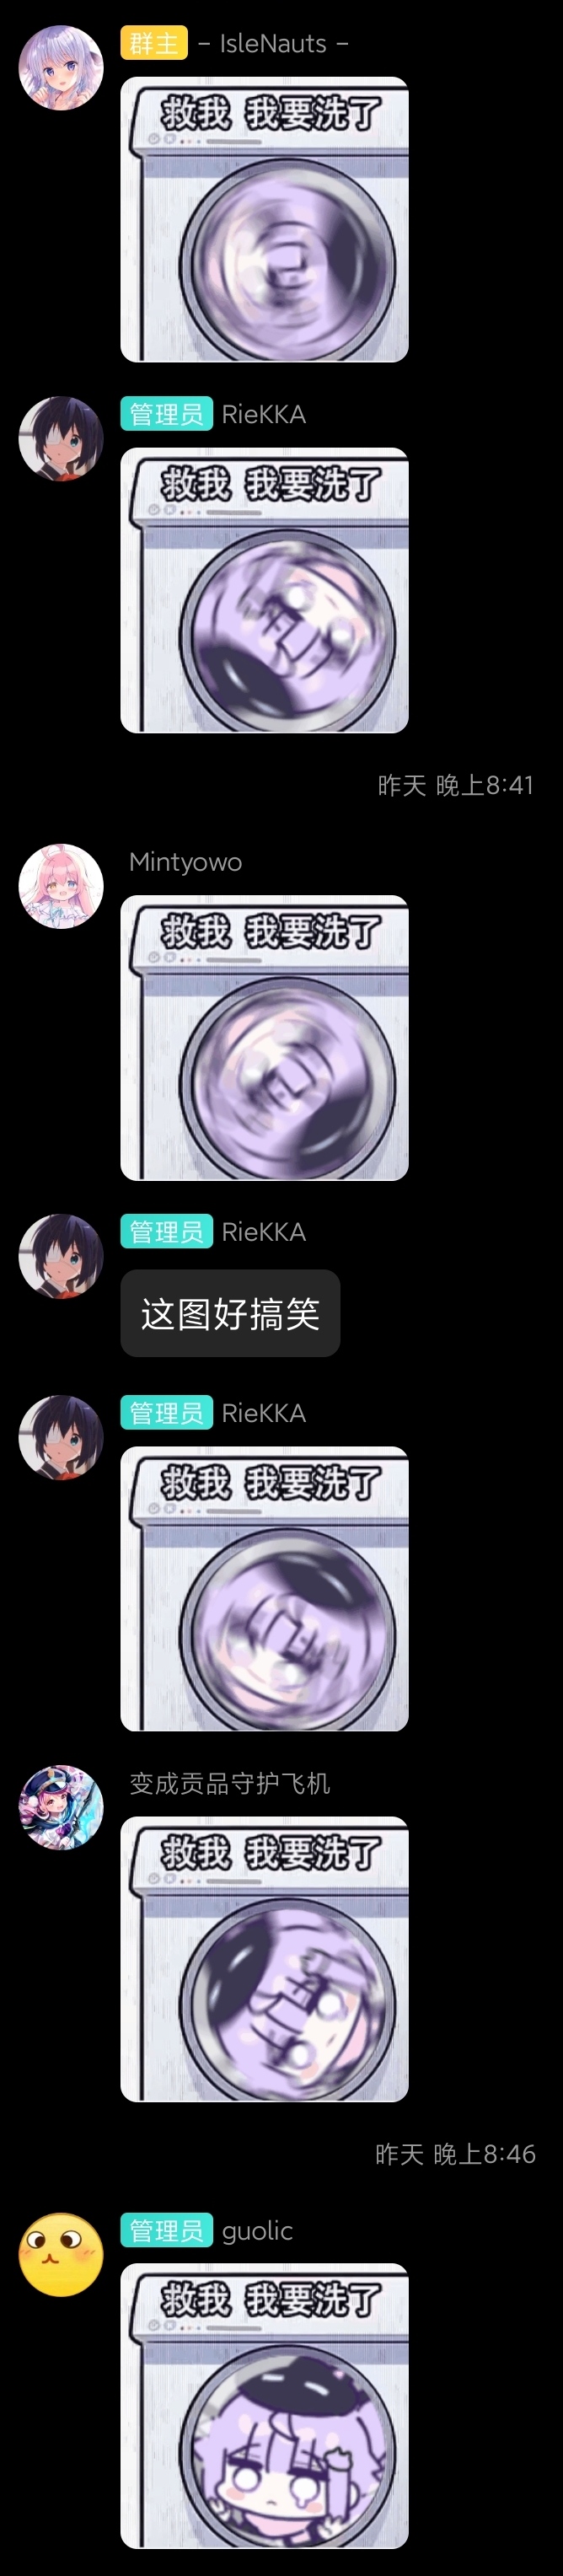 群主 - IsleNauts -
救我 我要洗了
管理员 RieKKA
救我 我要洗了
昨天 晚上8:41
Mintyowo
救我 我要洗了
管理员 RieKKA
这图好搞笑
管理员 RieKKA
救我 我要洗了
变成贡品守护飞机
救我 我要洗了
昨天 晚上8:46
管理员 guolic
救我 我要洗了